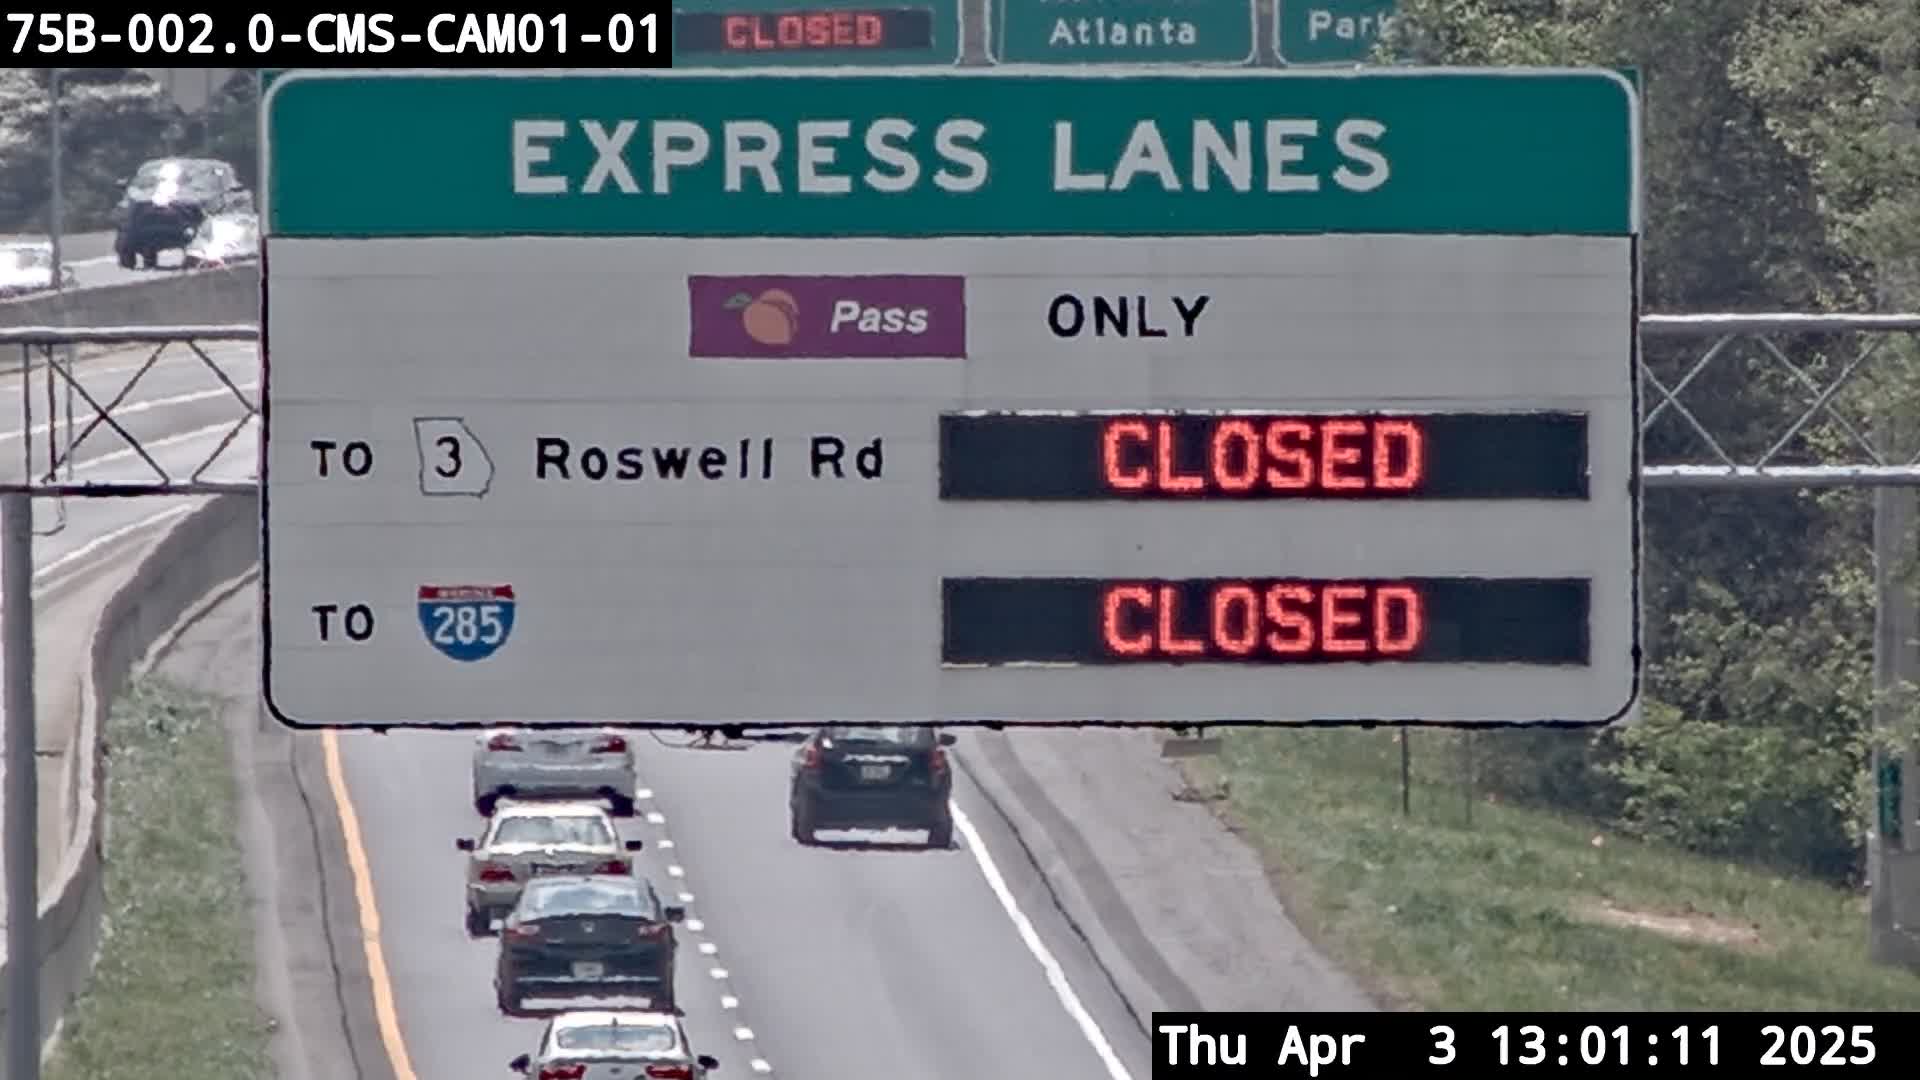 75B-002.0-CMS-CAM01-01
CLOSED
Atlanta
Park
EXPRESS LANES
Pass ONLY
TO 3 Roswell Rd CLOSED
TO 285 CLOSED
Thu Apr 3 13:01:11 2025